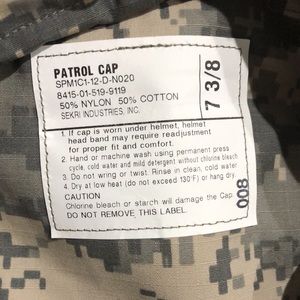 PATROL CAP
SPM1C1-12-D-N020
8415-01-519-9119
50% NYLON 50% COTTON
SEKRI INDUSTRIES, INC.
7 3/8
1. If cap is worn under helmet, helmet
head band may require readjustment
for proper fit and comfort.
2. Hand or machine wash using permanent press
cycle, cold water and mild detergent without chlorine bleach
3. Do not wring or twist. Rinse in clean, cold water
4. Dry at low heat (do not exceed 130°F) or hang dry.
CAUTION
Chlorine bleach or starch will damage the Cap.
DO NOT REMOVE THIS LABEL.
008